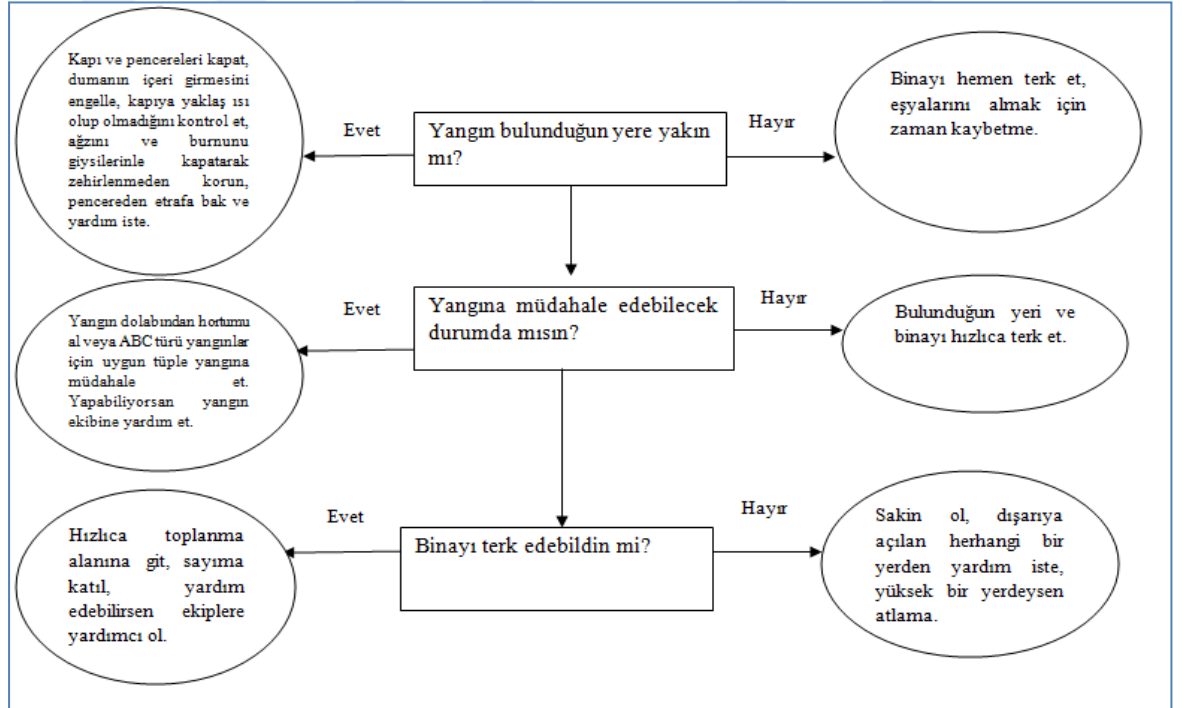 Kapı ve pencereleri kapat,
dumanın içeri girmesini
engelle, kapıya yaklaş ısı
olup olmadığını kontrol et,
ağzını ve burnunu
giysilerinle kapatarak
zehirlenmeden korun,
pencereden etrafa bak ve
yardım iste.
Evet
Yangın bulunduğun yere yakın
mı?
Hayır
Binayı hemen terk et,
eşyalarını almak için
zaman kaybetme.
Yangın dolabından hortumu
al veya ABC türü yangınlar
için uygun tüple yangına
müdahale et.
Yapabiliyorsan yangın
ekibine yardım et.
Evet
Yangına müdahale edebilecek
durumda mısın?
Hayır
Bulunduğun yeri ve
binayı hızlıca terk et.
Hızlıca toplanma
alanına git, sayıma
katıl, yardım
edebilirsen ekiplere
yardımcı ol.
Evet
Binayı terk edebildin mi?
Hayır
Sakin ol, dışarıya
açılan herhangi bir
yerden yardım iste,
yüksek bir yerdeysen
atlama.